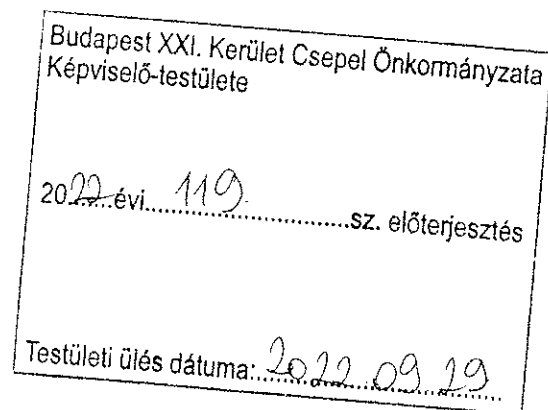 Budapest XXI. Kerület Csepel Önkormányzata
Képviselő-testülete
2022.....évi.....119..............................sz. előterjesztés
Testületi ülés dátuma:.....2022.09.29